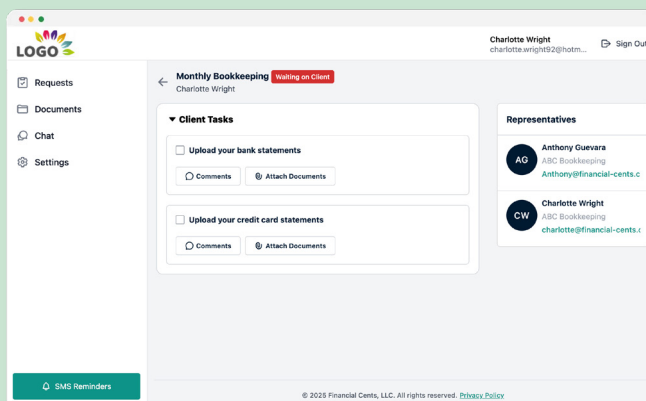 LOGO
Charlotte Wright
charlotte.wright92@hotm...
Sign Out
Requests
Documents
Chat
Settings
SMS Reminders
Monthly Bookkeeping Waiting on Client
Charlotte Wright
Client Tasks
Upload your bank statements
Comments Attach Documents
Upload your credit card statements
Comments Attach Documents
Representatives
AG
Anthony Guevara
ABC Bookkeeping
Anthony@financial-cents.c
CW
Charlotte Wright
ABC Bookkeeping
charlotte@financial-cents.c
© 2025 Financial Cents, LLC. All rights reserved. Privacy Policy